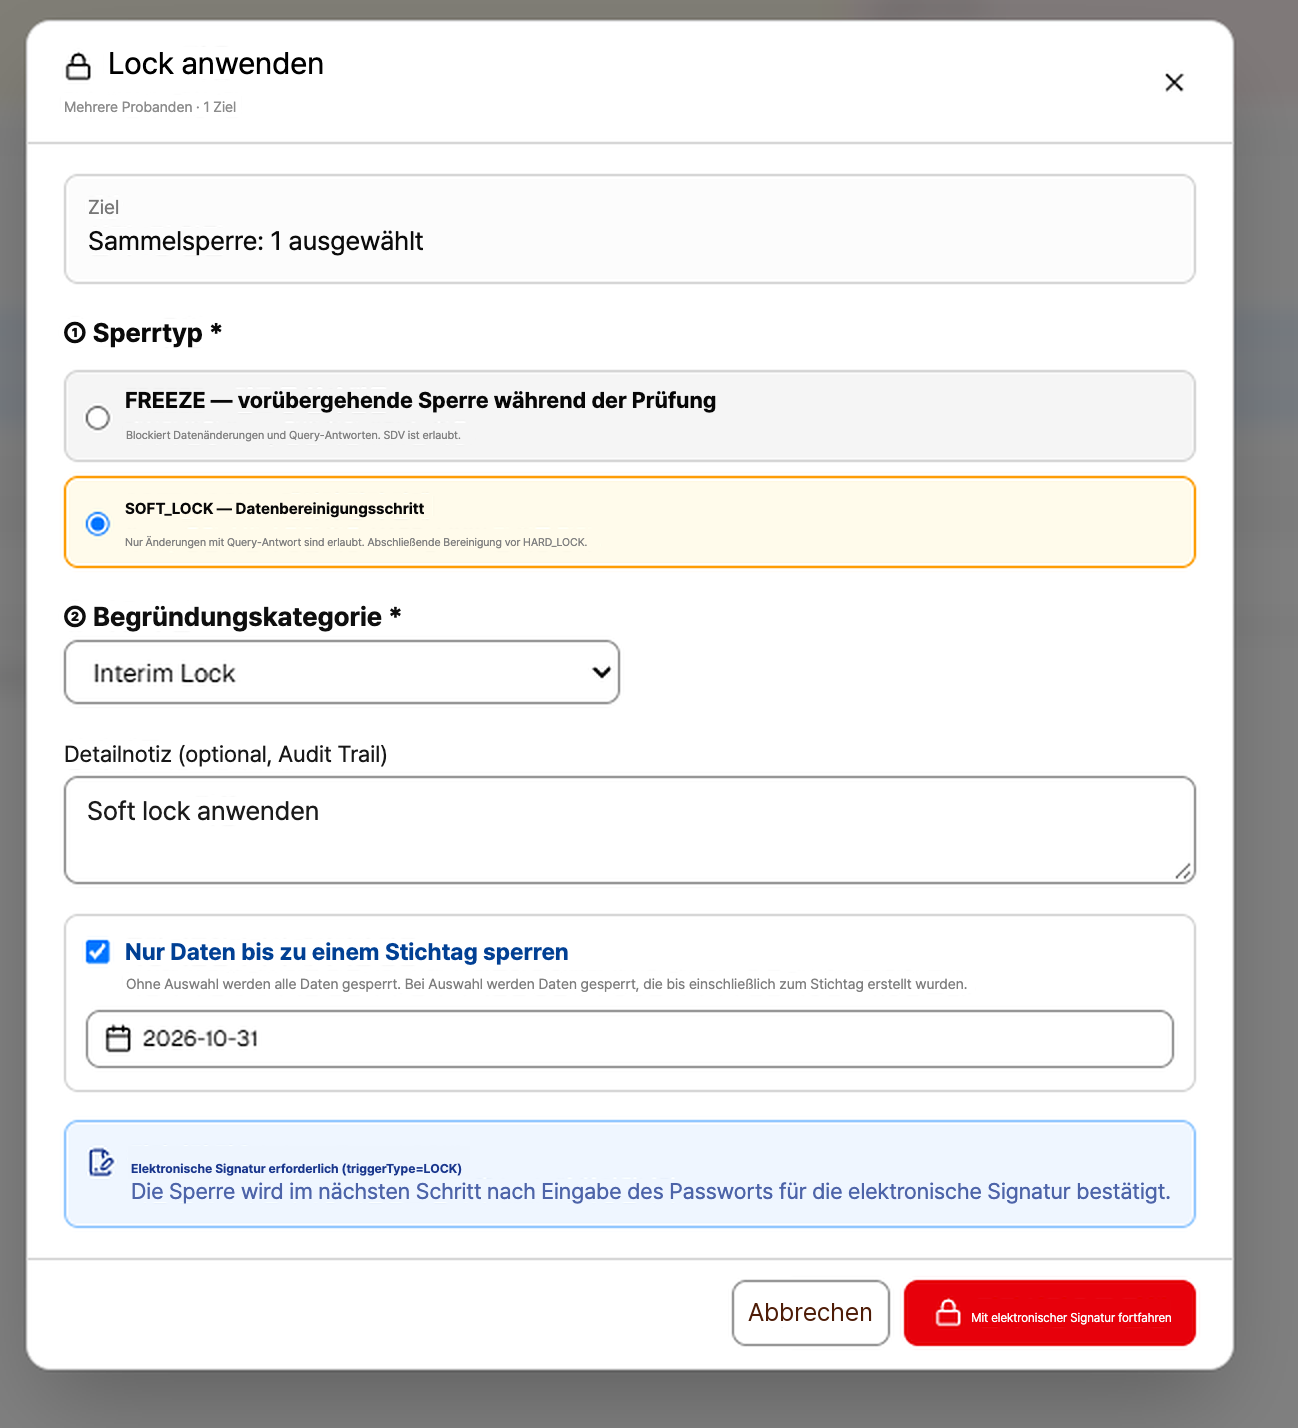 Lock anwenden
Mehrere Probanden · 1 Ziel
Ziel
Sammelsperre: 1 ausgewählt
① Sperrtyp *
FREEZE — vorübergehende Sperre während der Prüfung
Blockiert Datenänderungen und Query-Antworten. SDV ist erlaubt.
SOFT_LOCK — Datenbereinigungsschritt
Nur Änderungen mit Query-Antwort sind erlaubt. Abschließende Bereinigung vor HARD_LOCK.
② Begründungskategorie *
Interim Lock
Detailnotiz (optional, Audit Trail)
Soft lock anwenden
Nur Daten bis zu einem Stichtag sperren
Ohne Auswahl werden alle Daten gesperrt. Bei Auswahl werden Daten gesperrt, die bis einschließlich zum Stichtag erstellt wurden.
2026-10-31
Elektronische Signatur erforderlich (triggerType=LOCK)
Die Sperre wird im nächsten Schritt nach Eingabe des Passworts für die elektronische Signatur bestätigt.
Abbrechen
Mit elektronischer Signatur fortfahren